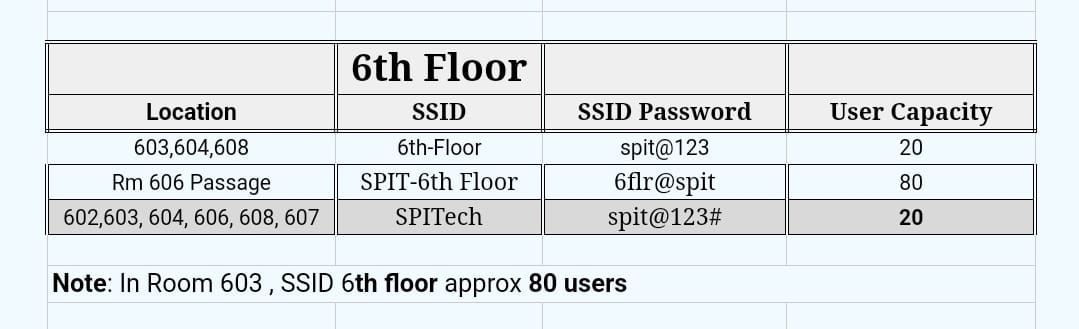 6th Floor
Location SSID SSID Password User Capacity
603,604,608 6th-Floor spit@123 20
Rm 606 Passage SPIT-6th Floor 6flr@spit 80
602,603, 604, 606, 608, 607 SPITech spit@123# 20
Note: In Room 603 , SSID 6th floor approx 80 users